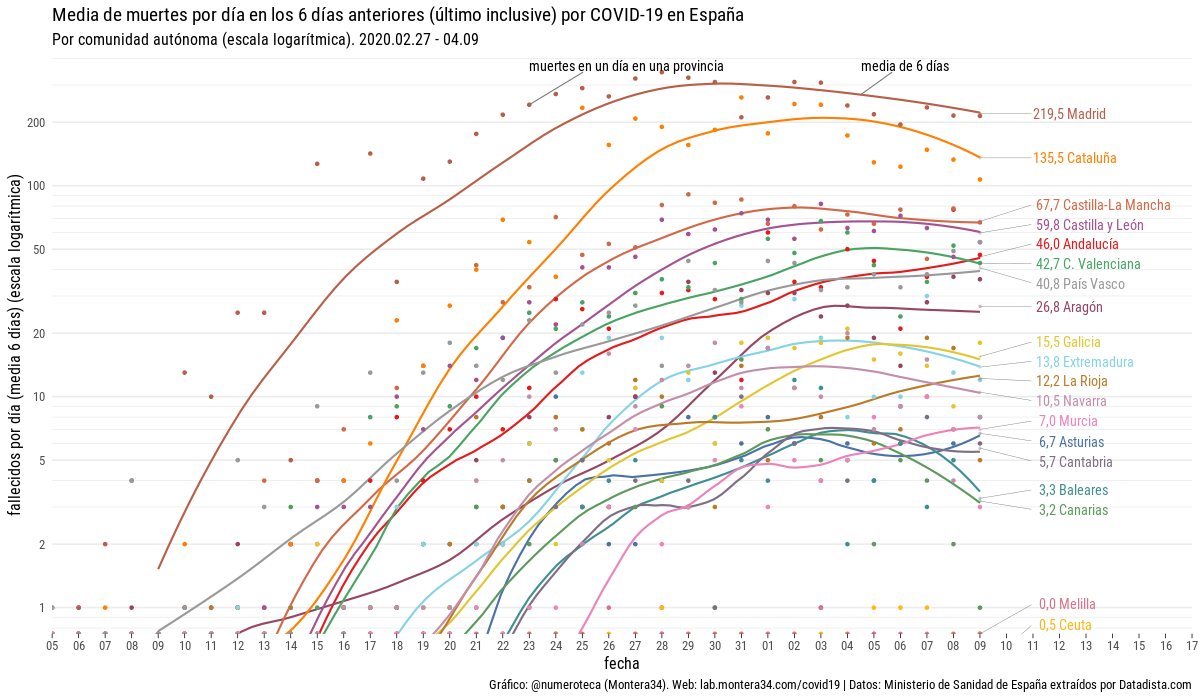 Media de muertes por día en los 6 días anteriores (último inclusive) por COVID-19 en España
Por comunidad autónoma (escala logarítmica). 2020.02.27 - 04.09
muertes en un día en una provincia
media de 6 días
fallecidos por día (media 6 días) (escala logarítmica)
200
100
50
20
10
5
2
1
219,5 Madrid
135,5 Cataluña
67,7 Castilla-La Mancha
59,8 Castilla y León
46,0 Andalucía
42,7 C. Valenciana
40,8 País Vasco
26,8 Aragón
15,5 Galicia
13,8 Extremadura
12,2 La Rioja
10,5 Navarra
7,0 Murcia
6,7 Asturias
5,7 Cantabria
3,3 Baleares
3,2 Canarias
0,0 Melilla
0,5 Ceuta
05 06 07 08 09 10 11 12 13 14 15 16 17 18 19 20 21 22 23 24 25 26 27 28 29 30 31 01 02 03 04 05 06 07 08 09 10 11 12 13 14 15 16 17
fecha
Gráfico: @numeroteca (Montera34). Web: lab.montera34.com/covid19 | Datos: Ministerio de Sanidad de España extraídos por Datadista.com